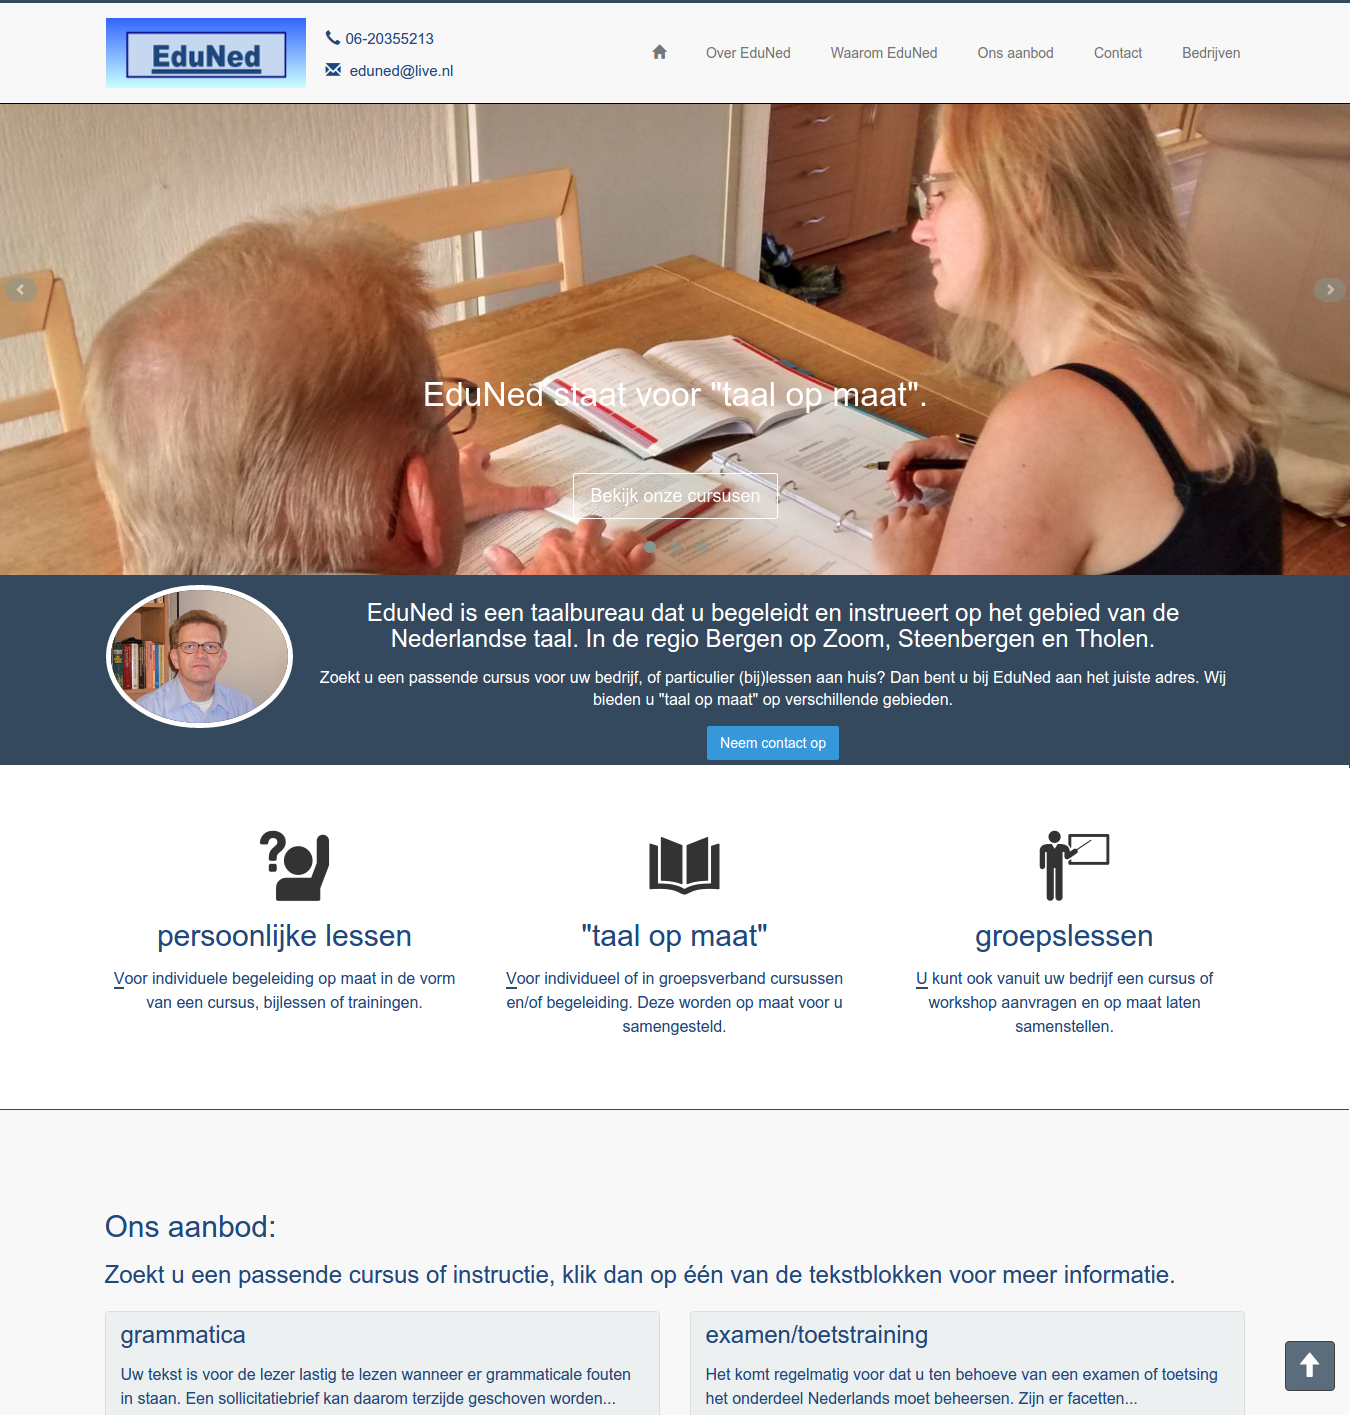 EduNed
06-20355213
eduned@live.nl
Over EduNed
Waarom EduNed
Ons aanbod
Contact
Bedrijven
EduNed staat voor "taal op maat".
Bekijk onze cursusen
EduNed is een taalbureau dat u begeleidt en instrueert op het gebied van de
Nederlandse taal. In de regio Bergen op Zoom, Steenbergen en Tholen.
Zoekt u een passende cursus voor uw bedrijf, of particulier (bij)lessen aan huis? Dan bent u bij EduNed aan het juiste adres. Wij
bieden u "taal op maat" op verschillende gebieden.
Neem contact op
persoonlijke lessen
Voor individuele begeleiding op maat in de vorm
van een cursus, bijlessen of trainingen.
"taal op maat"
Voor individueel of in groepsverband cursussen
en/of begeleiding. Deze worden op maat voor u
samengesteld.
groepslessen
U kunt ook vanuit uw bedrijf een cursus of
workshop aanvragen en op maat laten
samenstellen.
Ons aanbod:
Zoekt u een passende cursus of instructie, klik dan op één van de tekstblokken voor meer informatie.
grammatica
Uw tekst is voor de lezer lastig te lezen wanneer er grammaticale fouten
in staan. Een sollicitatiebrief kan daarom terzijde geschoven worden...
examen/toetstraining
Het komt regelmatig voor dat u ten behoeve van een examen of toetsing
het onderdeel Nederlands moet beheersen. Zijn er facetten...